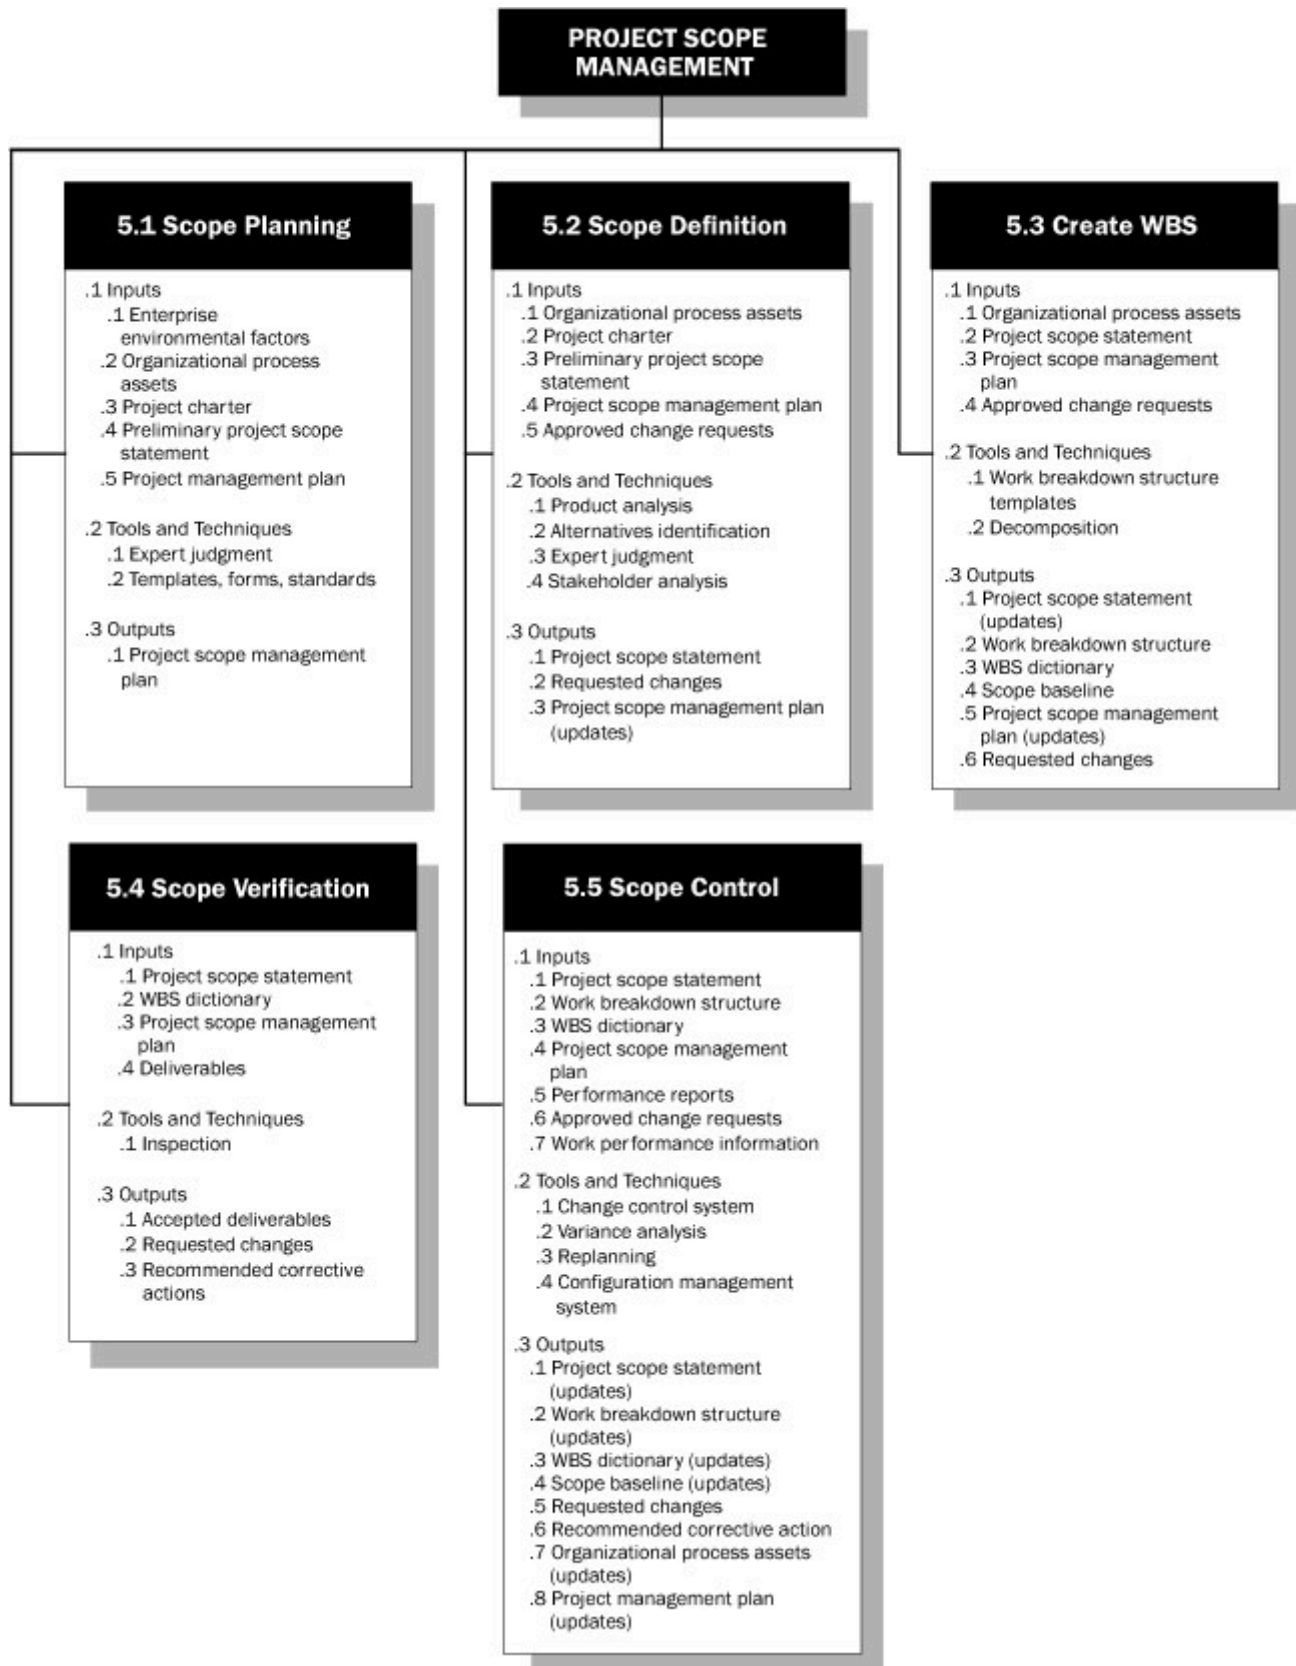 PROJECT SCOPE
MANAGEMENT
5.1 Scope Planning
.1 Inputs
.1 Enterprise
environmental factors
.2 Organizational process
assets
.3 Project charter
.4 Preliminary project scope
statement
.5 Project management plan
.2 Tools and Techniques
.1 Expert judgment
.2 Templates, forms, standards
.3 Outputs
.1 Project scope management
plan
5.2 Scope Definition
.1 Inputs
.1 Organizational process assets
.2 Project charter
.3 Preliminary project scope
statement
.4 Project scope management plan
.5 Approved change requests
.2 Tools and Techniques
.1 Product analysis
.2 Alternatives identification
.3 Expert judgment
.4 Stakeholder analysis
.3 Outputs
.1 Project scope statement
.2 Requested changes
.3 Project scope management plan
(updates)
5.3 Create WBS
.1 Inputs
.1 Organizational process assets
.2 Project scope statement
.3 Project scope management
plan
.4 Approved change requests
.2 Tools and Techniques
.1 Work breakdown structure
templates
.2 Decomposition
.3 Outputs
.1 Project scope statement
(updates)
.2 Work breakdown structure
.3 WBS dictionary
.4 Scope baseline
.5 Project scope management
plan (updates)
.6 Requested changes
5.4 Scope Verification
.1 Inputs
.1 Project scope statement
.2 WBS dictionary
.3 Project scope management
plan
.4 Deliverables
.2 Tools and Techniques
.1 Inspection
.3 Outputs
.1 Accepted deliverables
.2 Requested changes
.3 Recommended corrective
actions
5.5 Scope Control
.1 Inputs
.1 Project scope statement
.2 Work breakdown structure
.3 WBS dictionary
.4 Project scope management
plan
.5 Performance reports
.6 Approved change requests
.7 Work performance information
.2 Tools and Techniques
.1 Change control system
.2 Variance analysis
.3 Replanning
.4 Configuration management
system
.3 Outputs
.1 Project scope statement
(updates)
.2 Work breakdown structure
(updates)
.3 WBS dictionary (updates)
.4 Scope baseline (updates)
.5 Requested changes
.6 Recommended corrective action
.7 Organizational process assets
(updates)
.8 Project management plan
(updates)